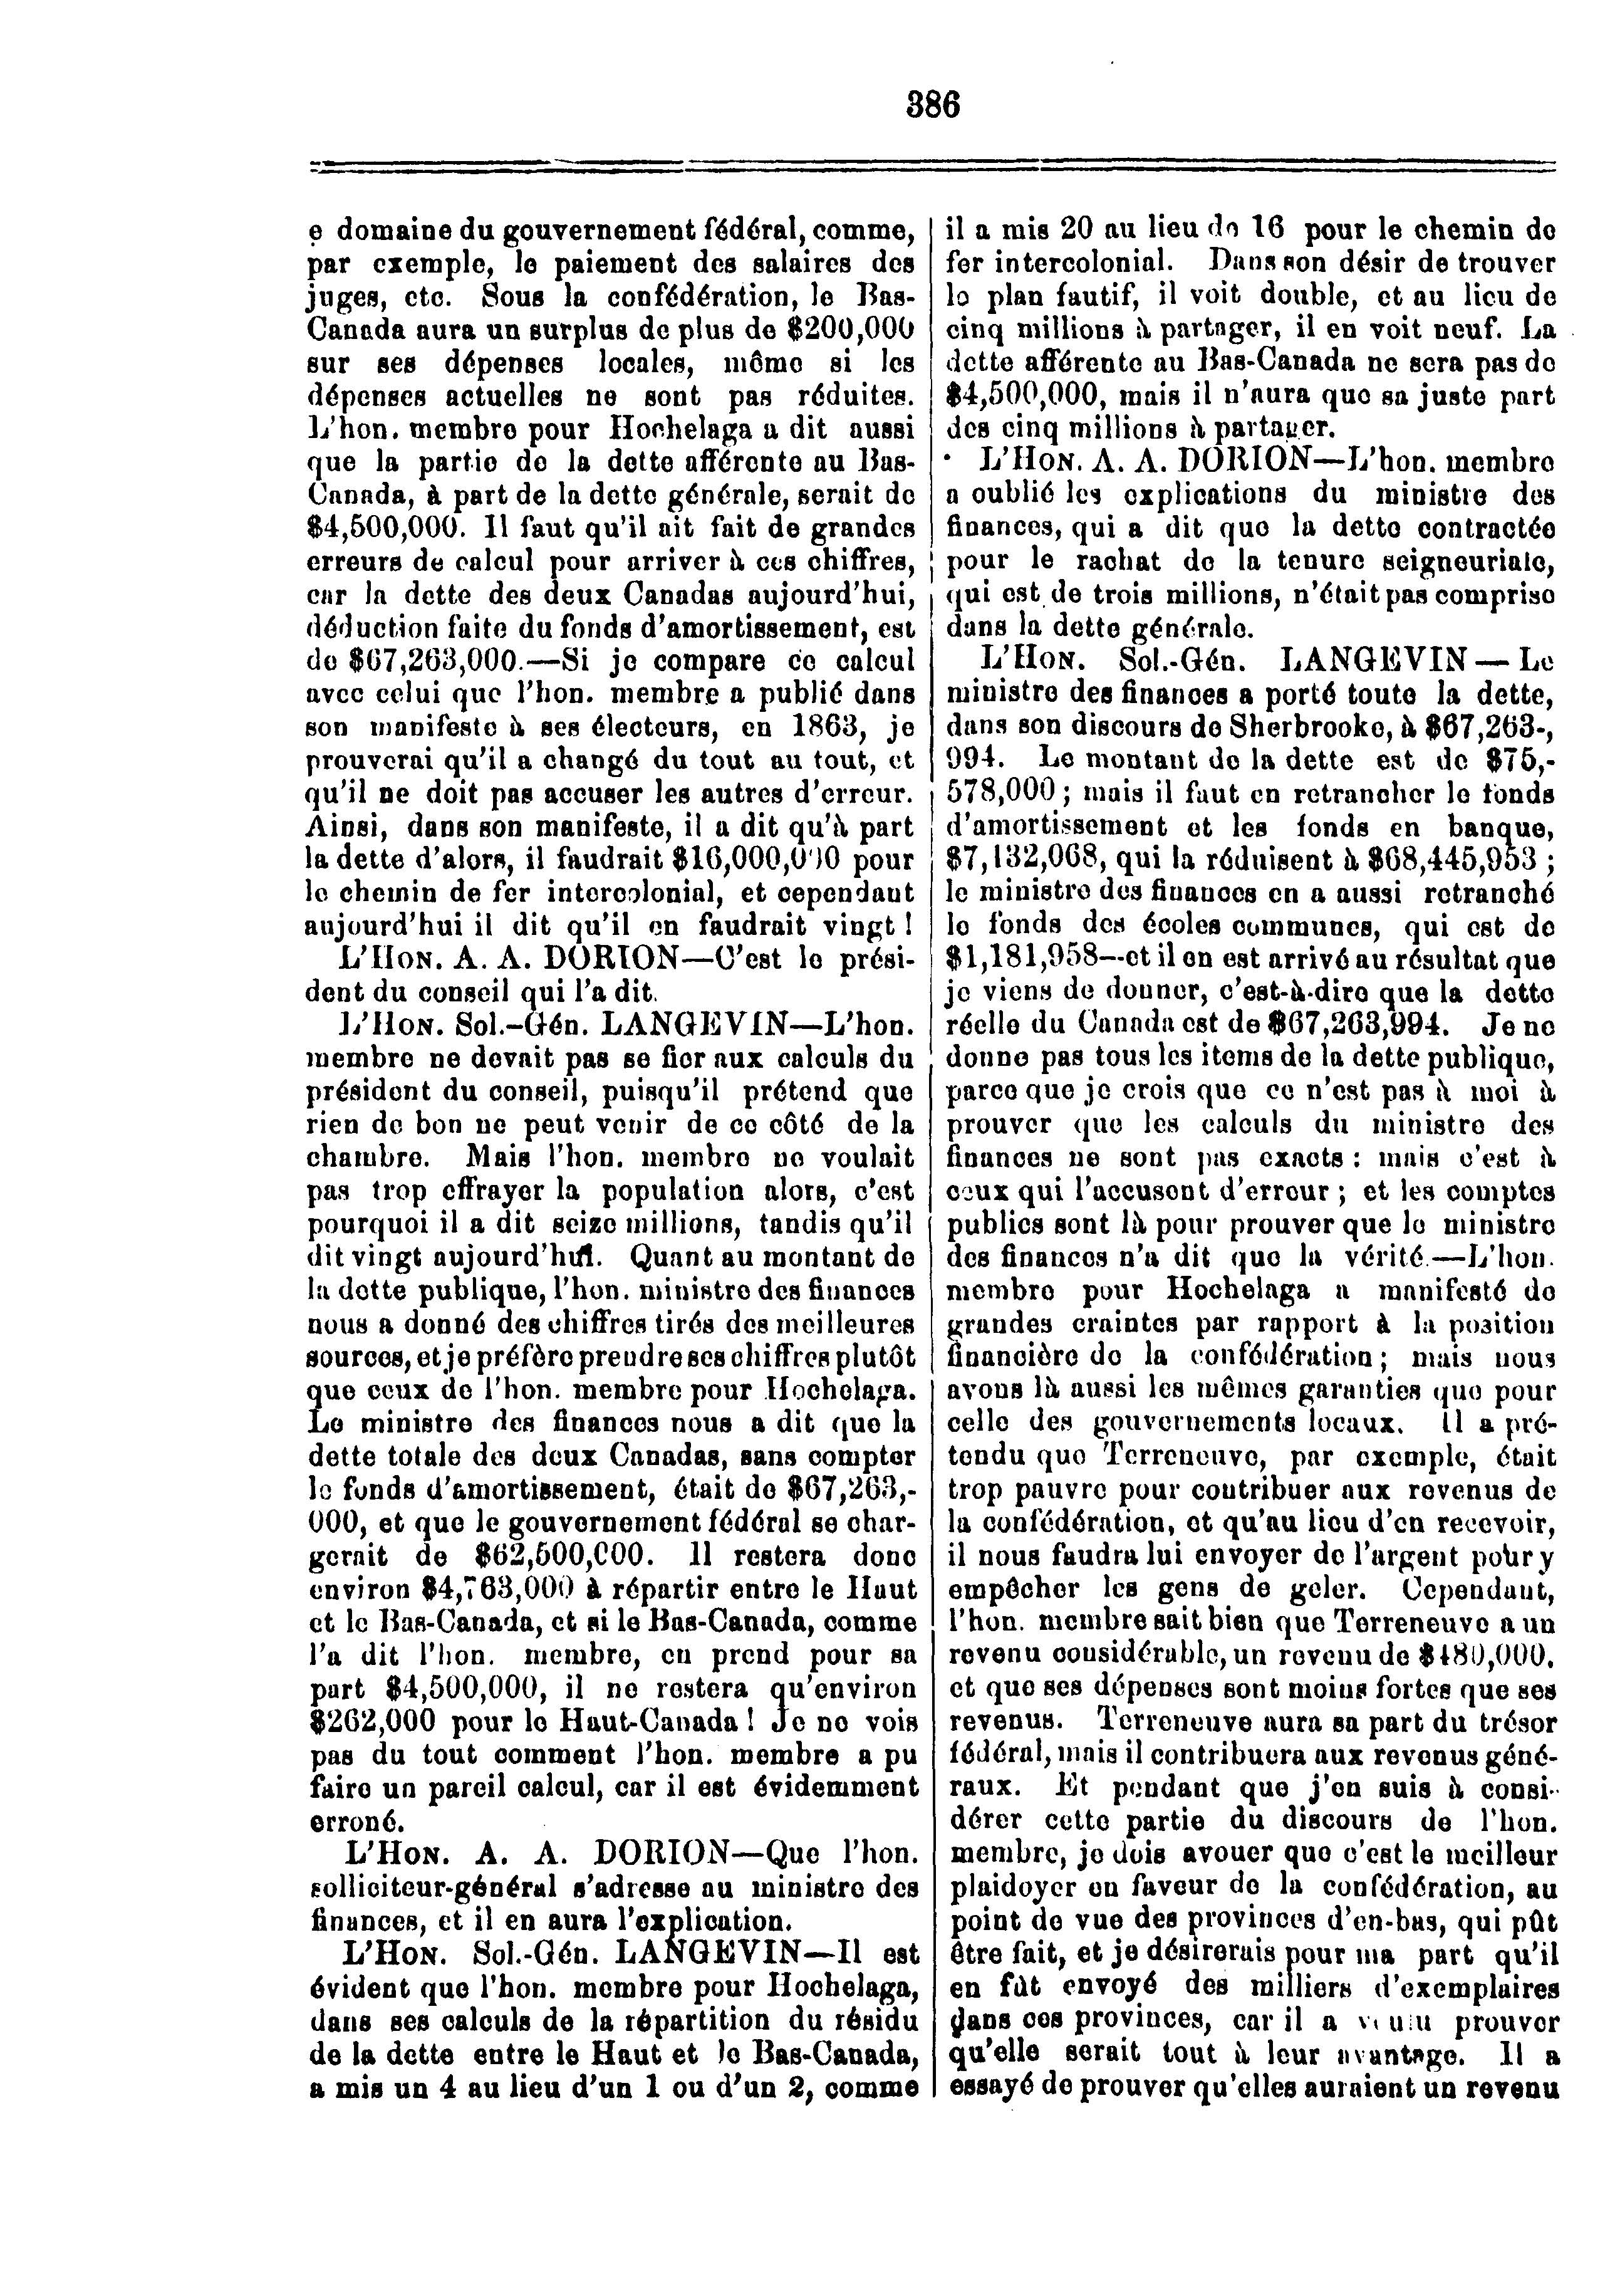 386
e domaine du gouvernement fédéral, comme,
par exemple, le paiement des salaires des
juges, etc. Sous la confédération, le Bas-
Canada aura un surplus de plus de $200,000
sur ses dépenses locales, même si les
dépenses actuelles ne sont pas réduites.
L'hon. membre pour Hochelaga a dit aussi
que la partie de la dette afférente au Bas-
Canada, à part de la dette générale, serait de
$4,500,000. Il faut qu'il ait fait de grandes
erreurs de calcul pour arriver à ces chiffres,
car la dette des deux Canadas aujourd'hui,
déduction faite du fonds d'amortissement, est
de $67,263,000.—Si je compare ce calcul
avec celui que l'hon. membre a publié dans
son manifeste à ses électeurs, en 1863, je
prouverai qu'il a changé du tout au tout, et
qu'il ne doit pas accuser les autres d'erreur.
Ainsi, dans son manifeste, il a dit qu'à part
la dette d'alors, il faudrait $16,000,000 pour
le chemin de fer intercolonial, et cependant
aujourd'hui il dit qu'il en faudrait vingt !
L'HON. A. A. DORION—C'est le prési-
dent du conseil qui l'a dit.
L'HON. Sol.-Gén. LANGEVIN—L'hon.
membre ne devait pas se fier aux calculs du
président du conseil, puisqu'il prétend que
rien de bon ne peut venir de ce côté de la
chambre. Mais l'hon. membre ne voulait
pas trop effrayer la population alors, c'est
pourquoi il a dit seize millions, tandis qu'il
dit vingt aujourd'hui. Quant au montant de
la dette publique, l'hon. ministre des finances
nous a donné des chiffres tirés des meilleures
sources, et je préfère prendre ses chiffres plutôt
que ceux de l'hon. membre pour Hochelaga.
Le ministre des finances nous a dit que la
dette totale des deux Canadas, sans compter
le fonds d'amortissement, était de $67,263,-
000, et que le gouvernement fédéral se char-
gerait de $62,500,000. Il restera donc
environ $4,763,000 à répartir entre le Haut
et le Bas-Canada, et si le Bas-Canada, comme
l'a dit l'hon. membre, en prend pour sa
part $4,500,000, il ne restera qu'environ
$262,000 pour le Haut-Canada ! Je ne vois
pas du tout comment l'hon. membre a pu
faire un pareil calcul, car il est évidemment
erroné.
L'HON. A. A. DORION—Que l'hon.
solliciteur-général s'adresse au ministre des
finances, et il en aura l'explication.
L'HON. Sol.-Gén. LANGEVIN—Il est
évident que l'hon. membre pour Hochelaga,
dans ses calculs de la répartition du résidu
de la dette entre le Haut et le Bas-Canada,
a mis un 4 au lieu d'un 1 ou d'un 2, comme
il a mis 20 au lieu de 16 pour le chemin de
fer intercolonial. Dans son désir de trouver
le plan fautif, il voit double, et au lieu de
cinq millions à partager, il en voit neuf. La
dette afférente au Bas-Canada ne sera pas de
$4,500,000, mais il n'aura que sa juste part
des cinq millions à partager.
L'HON. A. A. DORION—L'hon. membre
a oublié les explications du ministre des
finances, qui a dit que la dette contractée
pour le rachat de la tenure seigneuriale,
qui est de trois millions, n'était pas comprise
dans la dette générale.
L'HON. Sol.-Gén. LANGEVIN— Le
ministre des finances a porté toute la dette,
dans son discours de Sherbrooke, à $67,263-,
994. Le montant de la dette est de $75,-
578,000 ; mais il faut en retrancher le fonds
d'amortissement et les fonds en banque,
$7,132,068, qui la réduisent à $68,445,953 ;
le ministre des finances en a aussi retranché
le fonds des écoles communes, qui est de
$1,181,958—et il en est arrivé au résultat que
je viens de donner, c'est-à-dire que la dette
réelle du Canada est de $67,263,994. Je ne
donne pas tous les items de la dette publique,
parce que je crois que ce n'est pas à moi à
prouver que les calculs du ministre des
finances ne sont pas exacts : mais c'est à
ceux qui l'accusent d'erreur ; et les comptes
publics sont là pour prouver que le ministre
des finances n'a dit que la vérité.—L'hon.
membre pour Hochelaga a manifesté de
grandes craintes par rapport à la position
financière de la confédération ; mais nous
avons là aussi les mêmes garanties que pour
celle des gouvernements locaux. Il a pré-
tendu que Terreneuve, par exemple, était
trop pauvre pour contribuer aux revenus de
la confédération, et qu'au lieu d'en recevoir,
il nous faudra lui envoyer de l'argent pour y
empêcher les gens de geler. Cependant,
l'hon. membre sait bien que Terreneuve a un
revenu considérable, un revenu de $480,000,
et que ses dépenses sont moins fortes que ses
revenus. Terreneuve aura sa part du trésor
fédéral, mais il contribuera aux revenus géné-
raux. Et pendant que j'en suis à consi-
dérer cette partie du discours de l'hon.
membre, je dois avouer que c'est le meilleur
plaidoyer en faveur de la confédération, au
point de vue des provinces d'en-bas, qui pût
être fait, et je désirerais pour ma part qu'il
en fût envoyé des milliers d'exemplaires
dans ces provinces, car il a voulu prouver
qu'elle serait tout à leur avantage. Il a
essayé de prouver qu'elles auraient un revenu